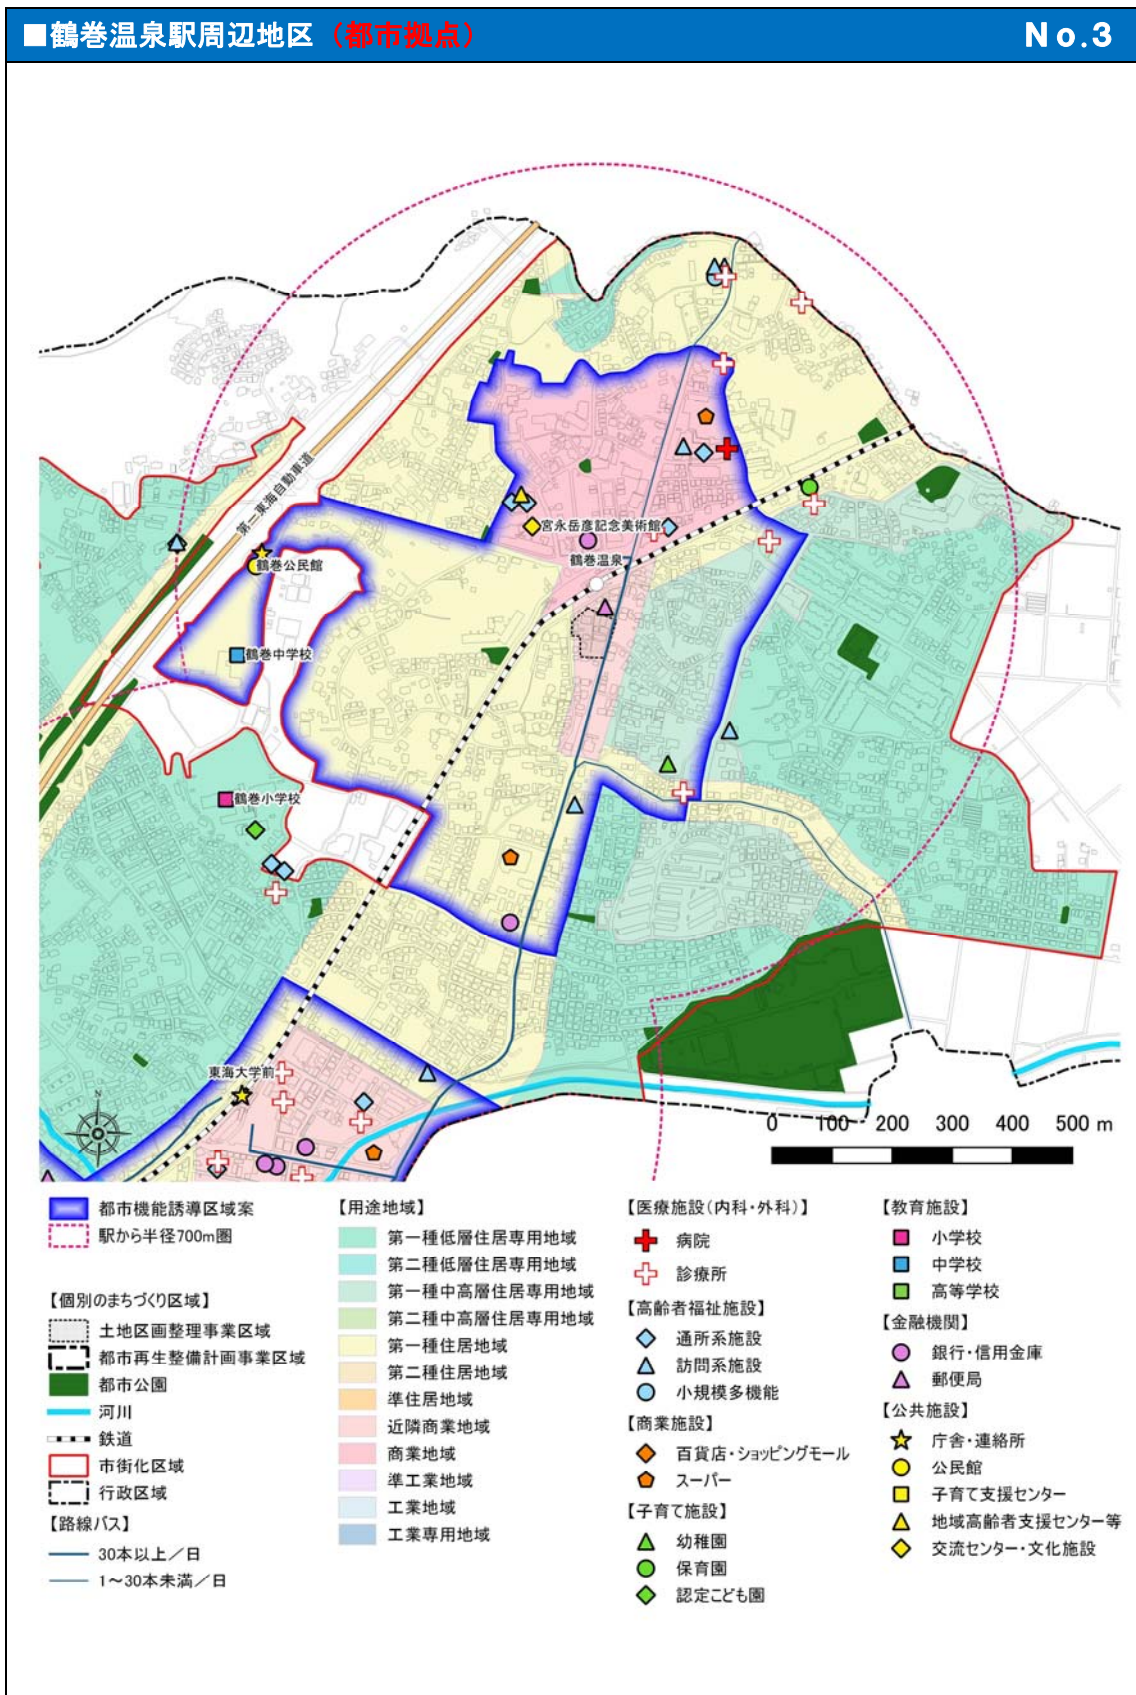 ■鶴巻温泉駅周辺地区（都市拠点） No.3
第二東海自動車道
鶴巻公民館
鶴巻中学校
宮永岳彦記念美術館
鶴巻温泉
鶴巻小学校
東海大学前
N
0 100 200 300 400 500 m
都市機能誘導区域案
駅から半径700m圏
【個別のまちづくり区域】
土地区画整理事業区域
都市再生整備計画事業区域
都市公園
河川
鉄道
市街化区域
行政区域
【路線バス】
30本以上／日
1～30本未満／日
【用途地域】
第一種低層住居専用地域
第二種低層住居専用地域
第一種中高層住居専用地域
第二種中高層住居専用地域
第一種住居地域
第二種住居地域
準住居地域
近隣商業地域
商業地域
準工業地域
工業地域
工業専用地域
【医療施設（内科・外科）】
病院
診療所
【高齢者福祉施設】
通所系施設
訪問系施設
小規模多機能
【商業施設】
百貨店・ショッピングモール
スーパー
【子育て施設】
幼稚園
保育園
認定こども園
【教育施設】
小学校
中学校
高等学校
【金融機関】
銀行・信用金庫
郵便局
【公共施設】
庁舎・連絡所
公民館
子育て支援センター
地域高齢者支援センター等
交流センター・文化施設